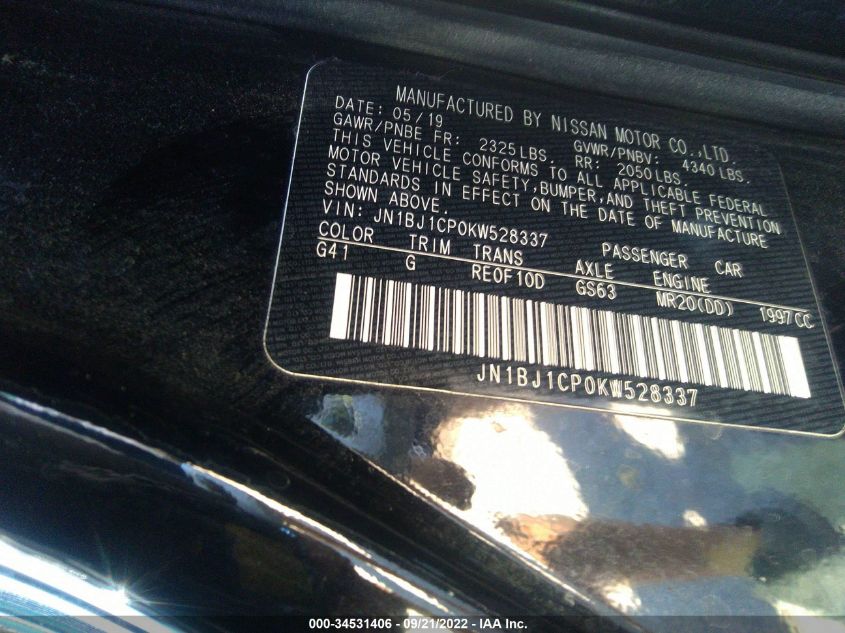 MANUFACTURED BY NISSAN MOTOR CO.,LTD.
DATE: 05/19 GVWR/PNBV: 4340 LBS.
GAWR/PNBE FR: 2325LBS. RR: 2050LBS
THIS VEHICLE CONFORMS TO ALL APPLICABLE FEDERAL
MOTOR VEHICLE SAFETY,BUMPER,AND THEFT PREVENTION
STANDARDS IN EFFECT ON THE DATE OF MANUFACTURE
SHOWN ABOVE.
VIN: JN1BJ1CP0KW528337 PASSENGER CAR
COLOR TRIM TRANS AXLE ENGINE
G41 G RE0F10D GS63 MR20(DD) 1997CC
JN1BJ1CP0KW528337
000-34531406 - 09/21/2022 - IAA Inc.